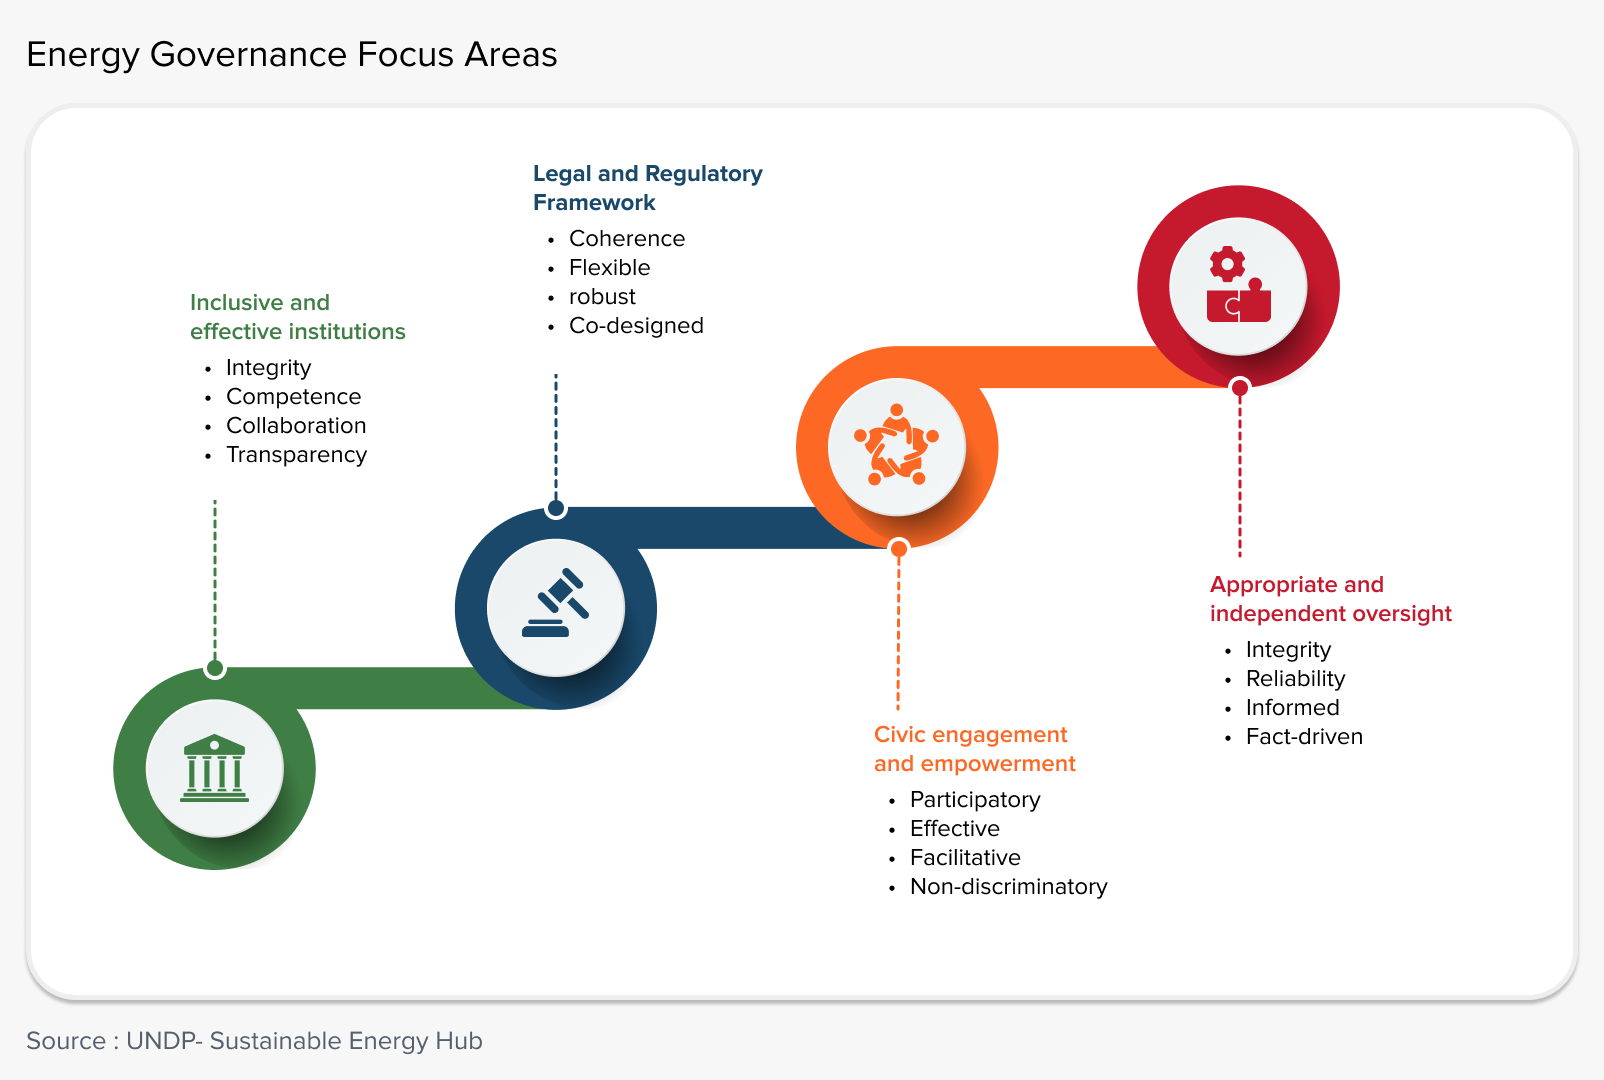 Energy Governance Focus Areas
Inclusive and
effective institutions
• Integrity
• Competence
• Collaboration
• Transparency
Legal and Regulatory
Framework
• Coherence
• Flexible
• robust
• Co-designed
Civic engagement
and empowerment
• Participatory
• Effective
• Facilitative
• Non-discriminatory
Appropriate and
independent oversight
• Integrity
• Reliability
• Informed
• Fact-driven
Source : UNDP- Sustainable Energy Hub